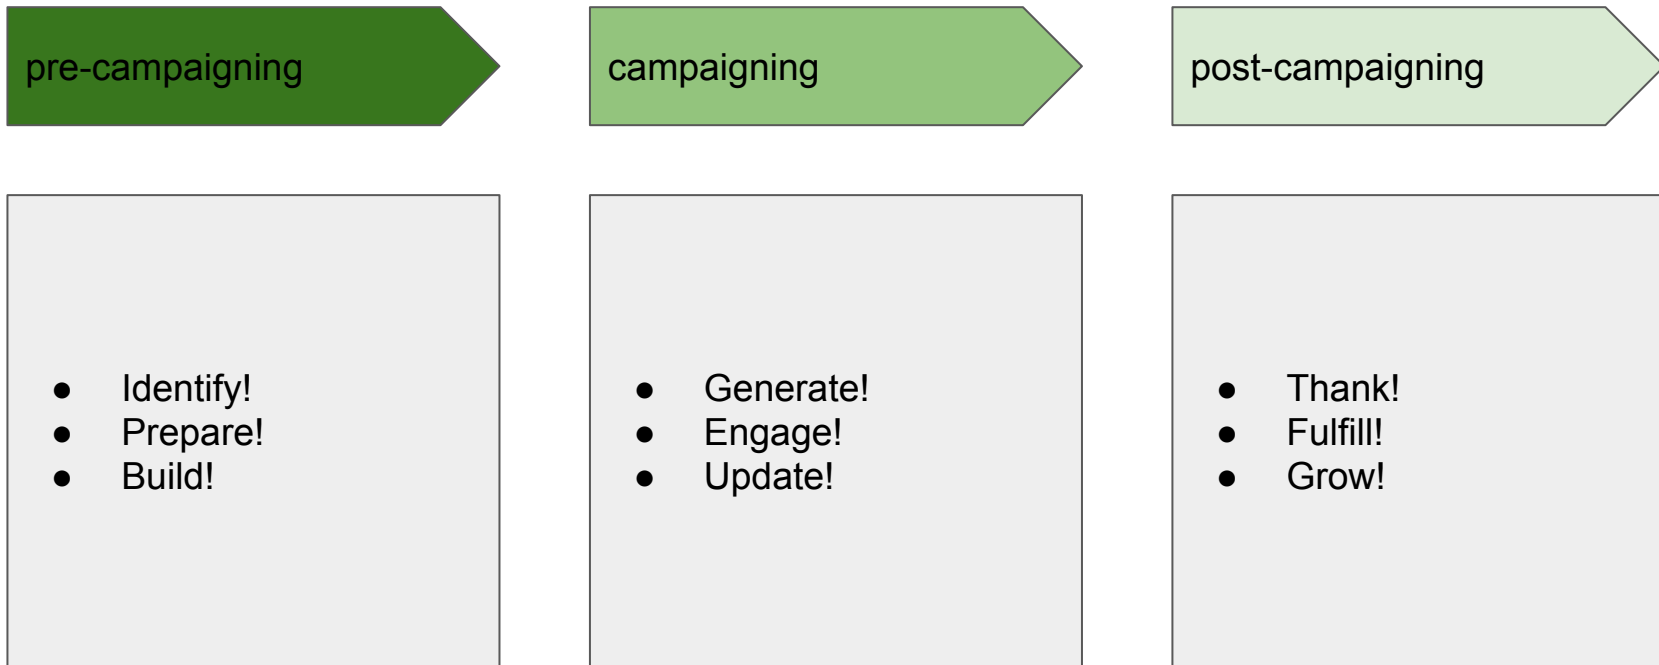 pre-campaigning
campaigning
post-campaigning
● Identify!
● Prepare!
● Build!
● Generate!
● Engage!
● Update!
● Thank!
● Fulfill!
● Grow!